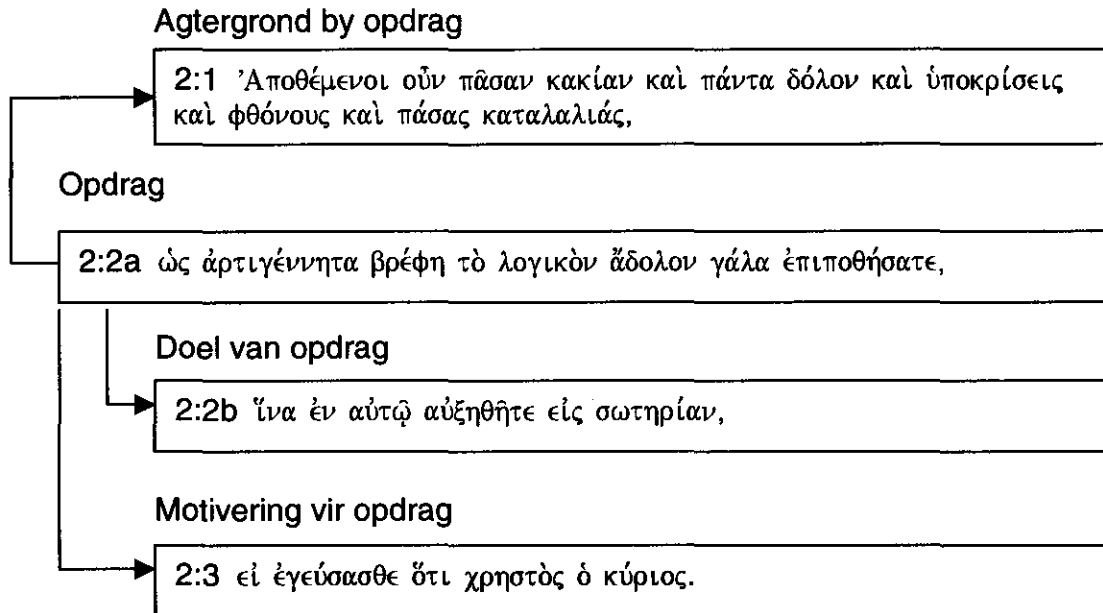 Agtergrond by opdrag
2:1 Ἀποθέμενοι οὖν πᾶσαν κακίαν καὶ πάντα δόλον καὶ ὑποκρίσεις
καὶ φθόνους καὶ πάσας καταλαλιάς,
Opdrag
2:2a ὡς ἀρτιγέννητα βρέφη τὸ λογικὸν ἄδολον γάλα ἐπιποθήσατε,
Doel van opdrag
2:2b ἵνα ἐν αὐτῷ αὐξηθῆτε εἰς σωτηρίαν,
Motivering vir opdrag
2:3 εἰ ἐγεύσασθε ὅτι χρηστὸς ὁ κύριος.